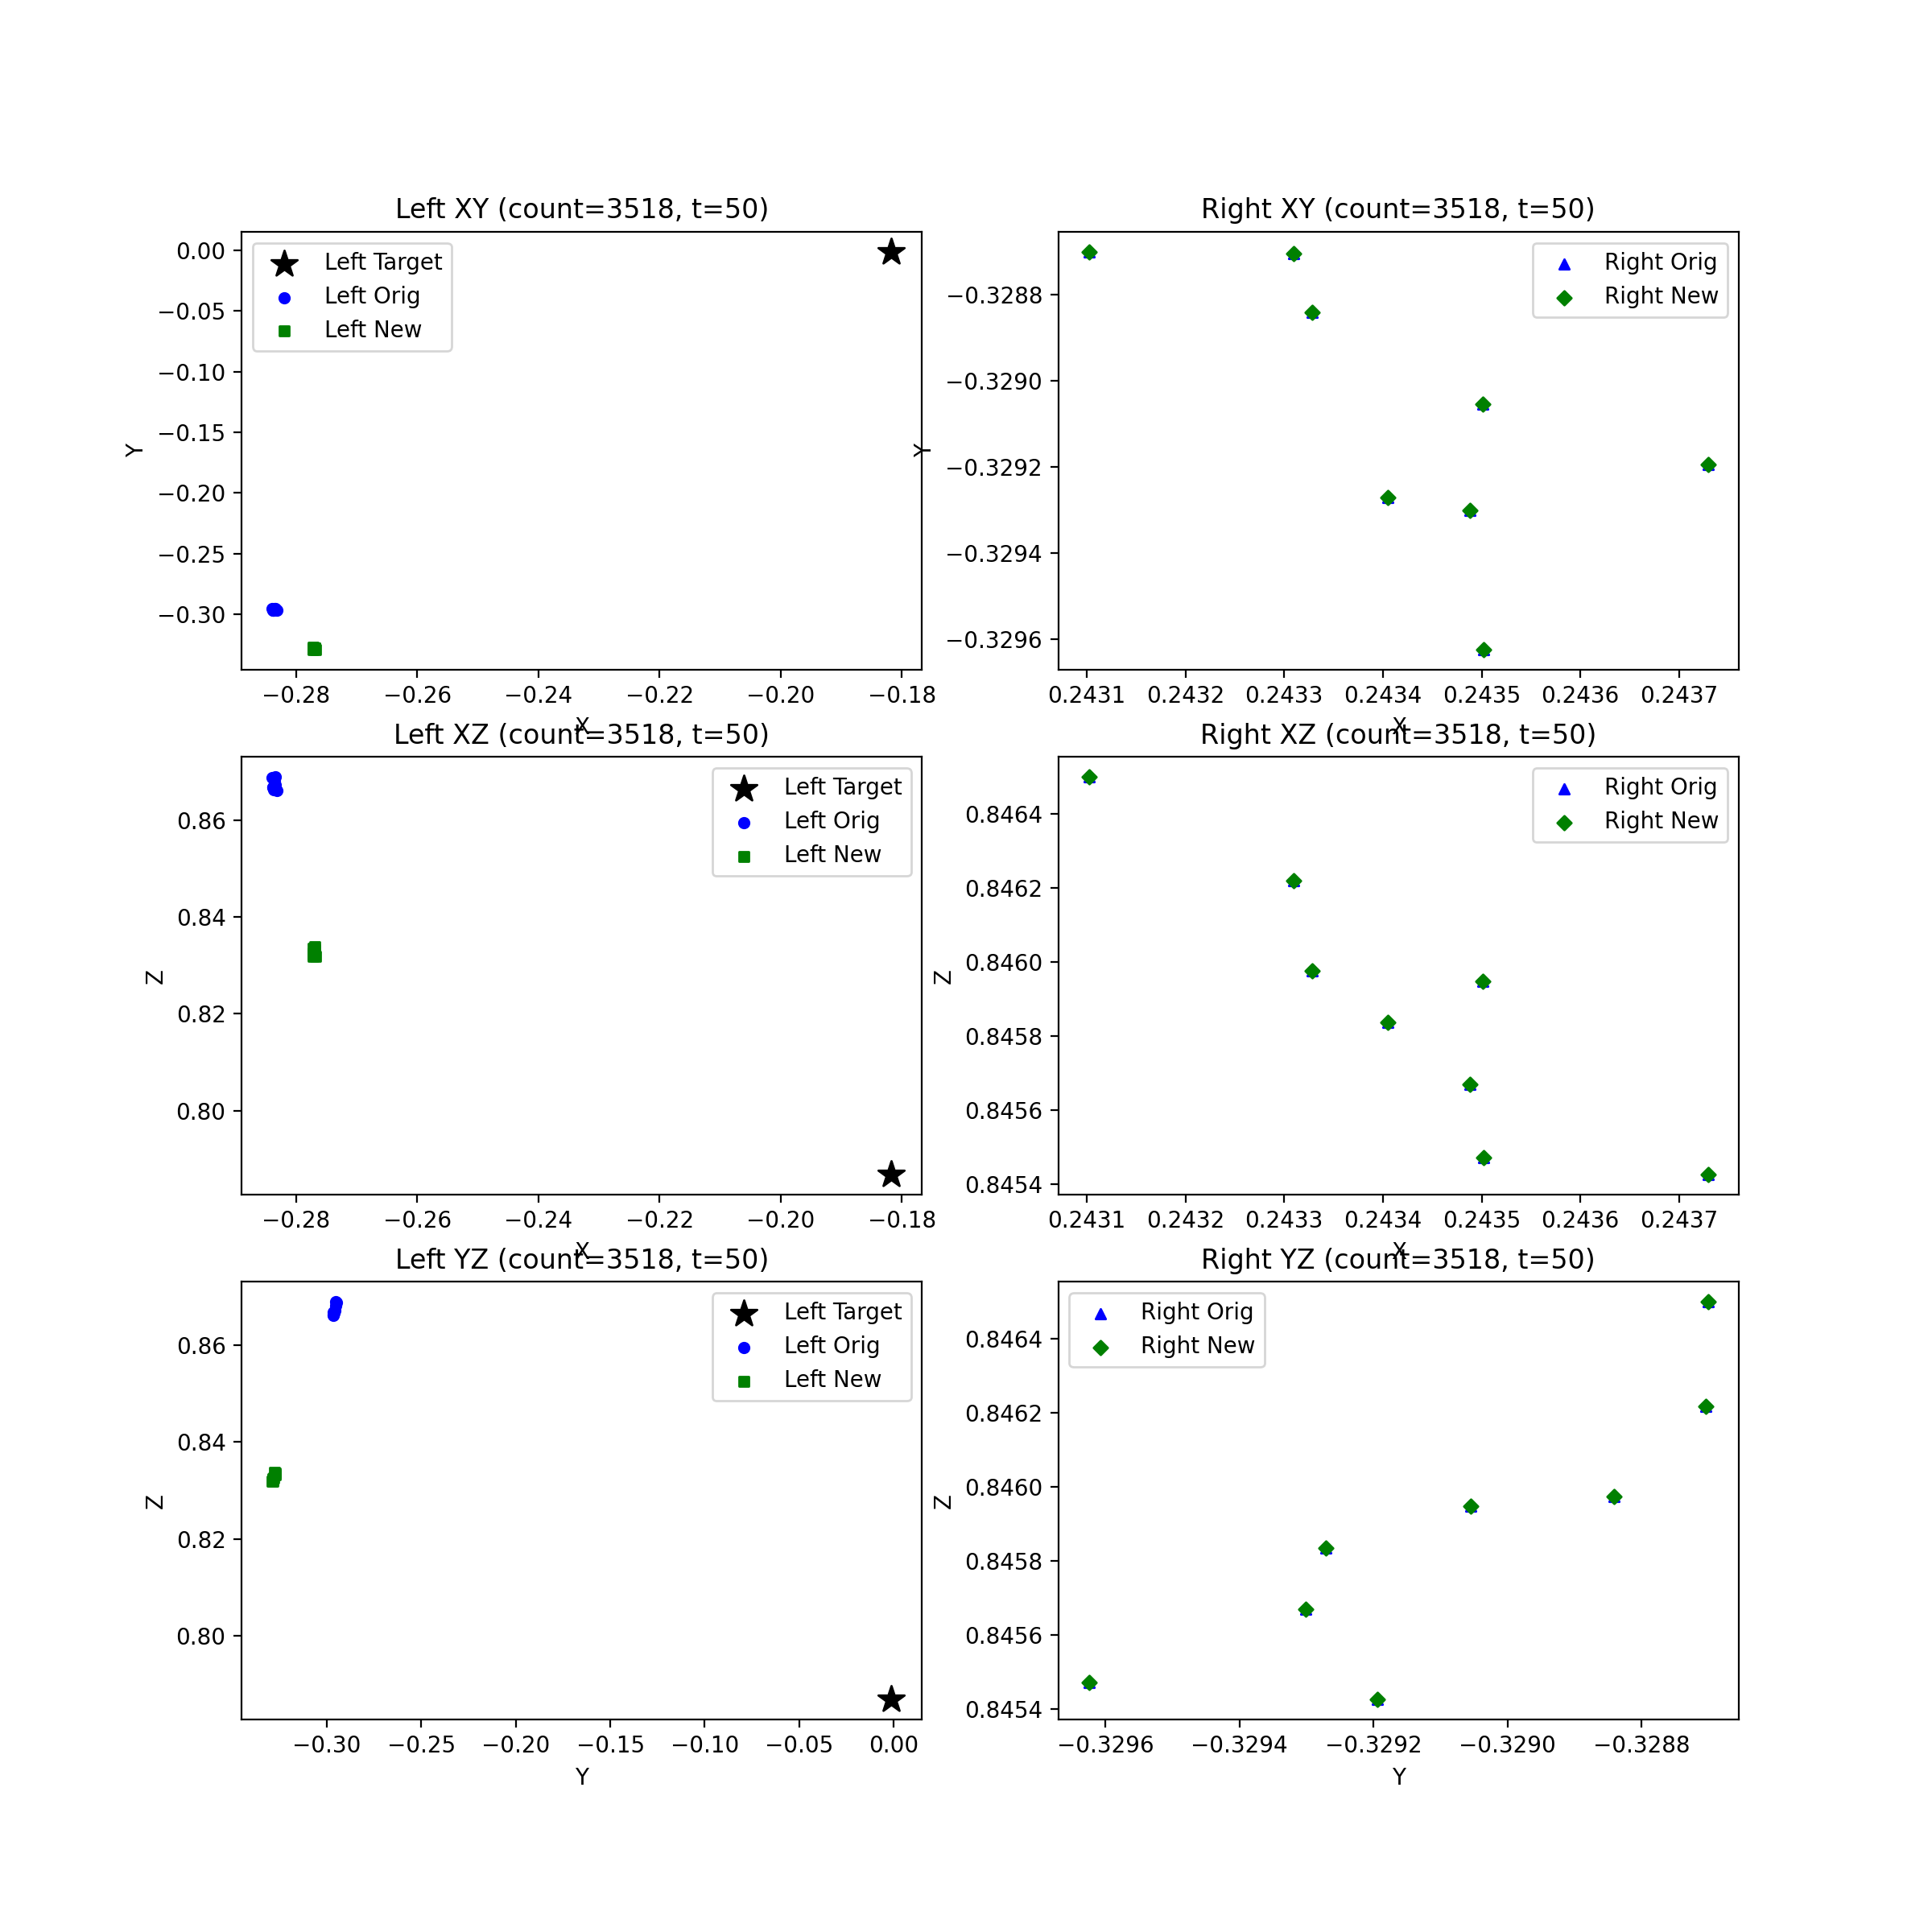 Left XY (count=3518, t=50)
0.00
−0.05
−0.10
−0.15
−0.20
−0.25
−0.30
Y
Left Target
Left Orig
Left New
−0.28 −0.26 −0.24 −0.22 −0.20 −0.18
X
Right XY (count=3518, t=50)
−0.3288
−0.3290
−0.3292
−0.3294
−0.3296
Y
Right Orig
Right New
0.2431 0.2432 0.2433 0.2434 0.2435 0.2436 0.2437
X
Left XZ (count=3518, t=50)
0.86
0.84
0.82
0.80
Z
Left Target
Left Orig
Left New
−0.28 −0.26 −0.24 −0.22 −0.20 −0.18
X
Right XZ (count=3518, t=50)
0.8464
0.8462
0.8460
0.8458
0.8456
0.8454
Z
Right Orig
Right New
0.2431 0.2432 0.2433 0.2434 0.2435 0.2436 0.2437
X
Left YZ (count=3518, t=50)
0.86
0.84
0.82
0.80
Z
Left Target
Left Orig
Left New
−0.30 −0.25 −0.20 −0.15 −0.10 −0.05 0.00
Y
Right YZ (count=3518, t=50)
0.8464
0.8462
0.8460
0.8458
0.8456
0.8454
Z
Right Orig
Right New
−0.3296 −0.3294 −0.3292 −0.3290 −0.3288
Y